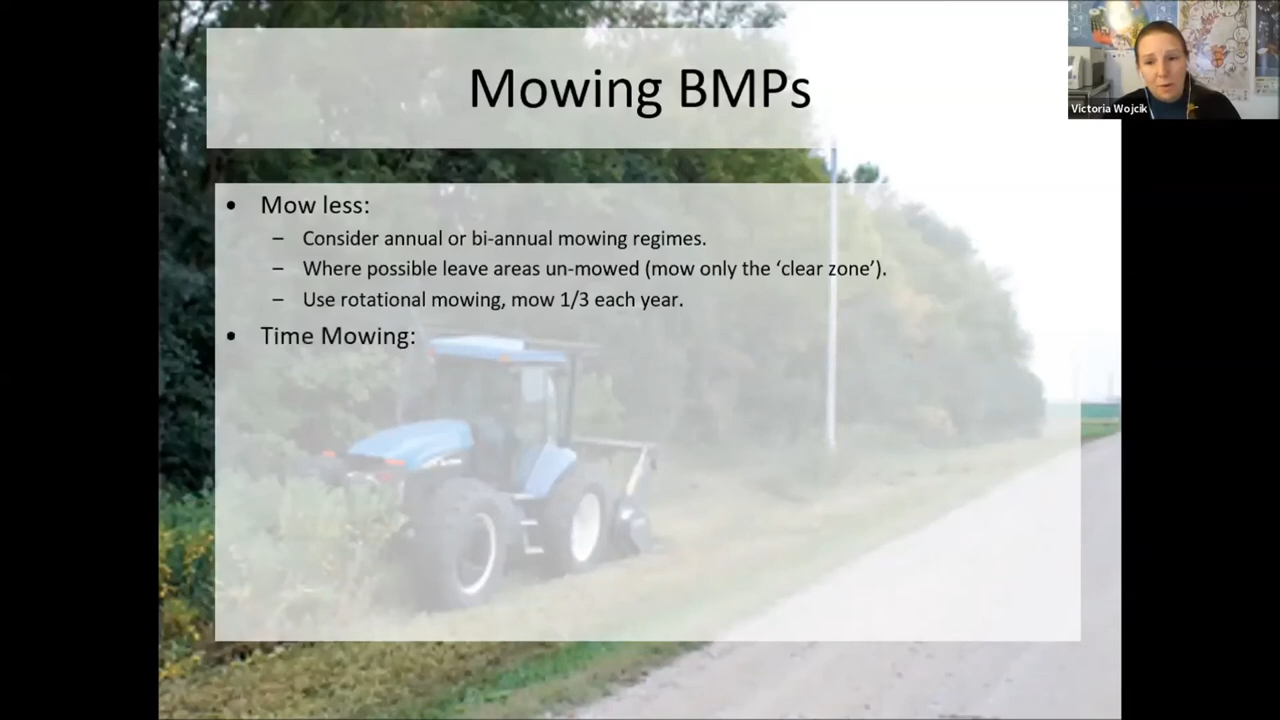 Mowing BMPs
Victoria Wojcik
• Mow less:
– Consider annual or bi-annual mowing regimes.
– Where possible leave areas un-mowed (mow only the ‘clear zone’).
– Use rotational mowing, mow 1/3 each year.
• Time Mowing: